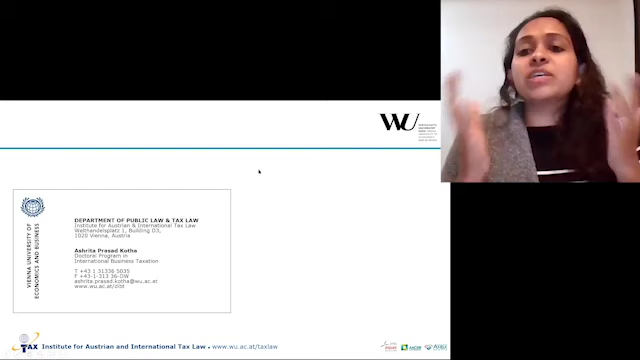 WU
VIENNA UNIVERSITY OF
ECONOMICS AND BUSINESS
DEPARTMENT OF PUBLIC LAW & TAX LAW
Institute for Austrian & International Tax Law
Welthandelsplatz 1, Building D3,
1020 Vienna, Austria
Ashrita Prasad Kotha
Doctoral Program in
International Business Taxation
T +43 1 31336 5035
F +43-1-313 36-DW
ashrita.prasad.kotha@wu.ac.at
www.wu.ac.at/zibt
TAX Institute for Austrian and International Tax Law • www.wu.ac.at/taxlaw